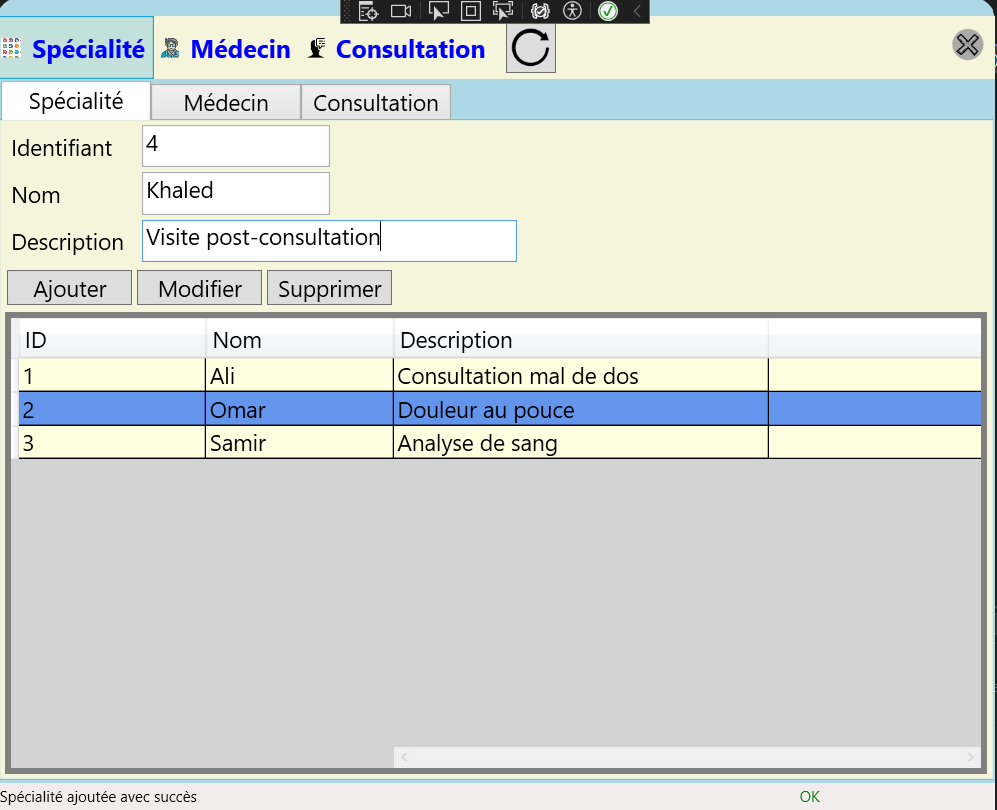 Spécialité Médecin Consultation
Spécialité Médecin Consultation
Identifiant 4
Nom Khaled
Description Visite post-consultation
Ajouter Modifier Supprimer
ID Nom Description
1 Ali Consultation mal de dos
2 Omar Douleur au pouce
3 Samir Analyse de sang
Spécialité ajoutée avec succès OK